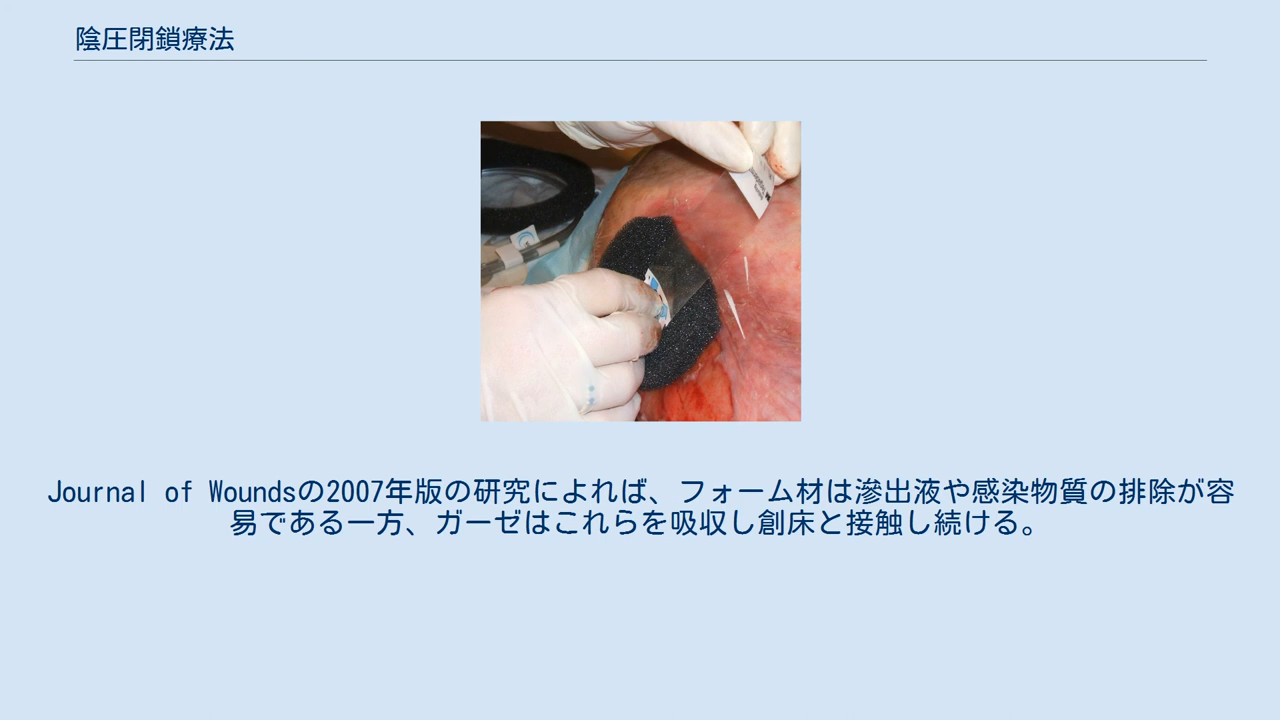 陰圧閉鎖療法
Journal of Woundsの2007年版の研究によれば、フォーム材は滲出液や感染物質の排除が容
易である一方、ガーゼはこれらを吸収し創床と接触し続ける。